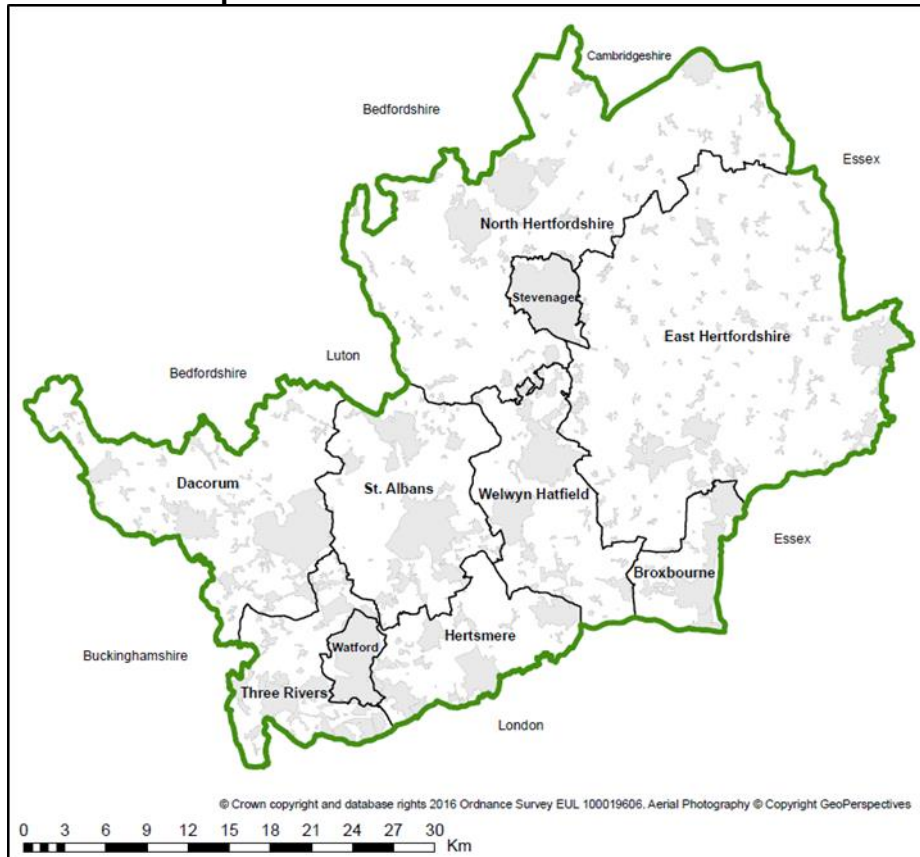 Cambridgeshire
Bedfordshire
Essex
North Hertfordshire
Stevenage
East Hertfordshire
Luton
Bedfordshire
Dacorum
St. Albans
Welwyn Hatfield
Essex
Broxbourne
Hertsmere
Watford
Buckinghamshire
Three Rivers
London
© Crown copyright and database rights 2016 Ordnance Survey EUL 100019606. Aerial Photography © Copyright GeoPerspectives
0 3 6 9 12 15 18 21 24 27 30
Km